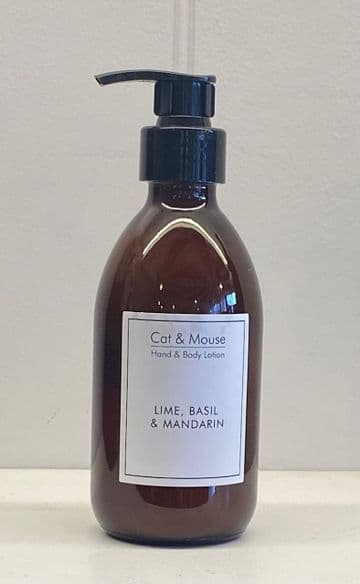 Cat & Mouse
Hand & Body Lotion
LIME, BASIL
& MANDARIN